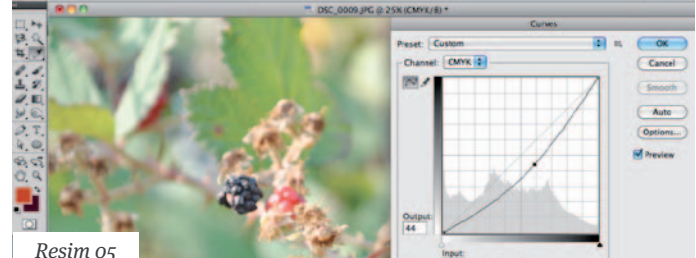 DSC_0009.JPG @ 25% (CMYK/8) *
Curves
Preset: Custom
OK
Channel: CMYK
Cancel
Smooth
Auto
Options...
Preview
Output:
44
Input:
Resim 05